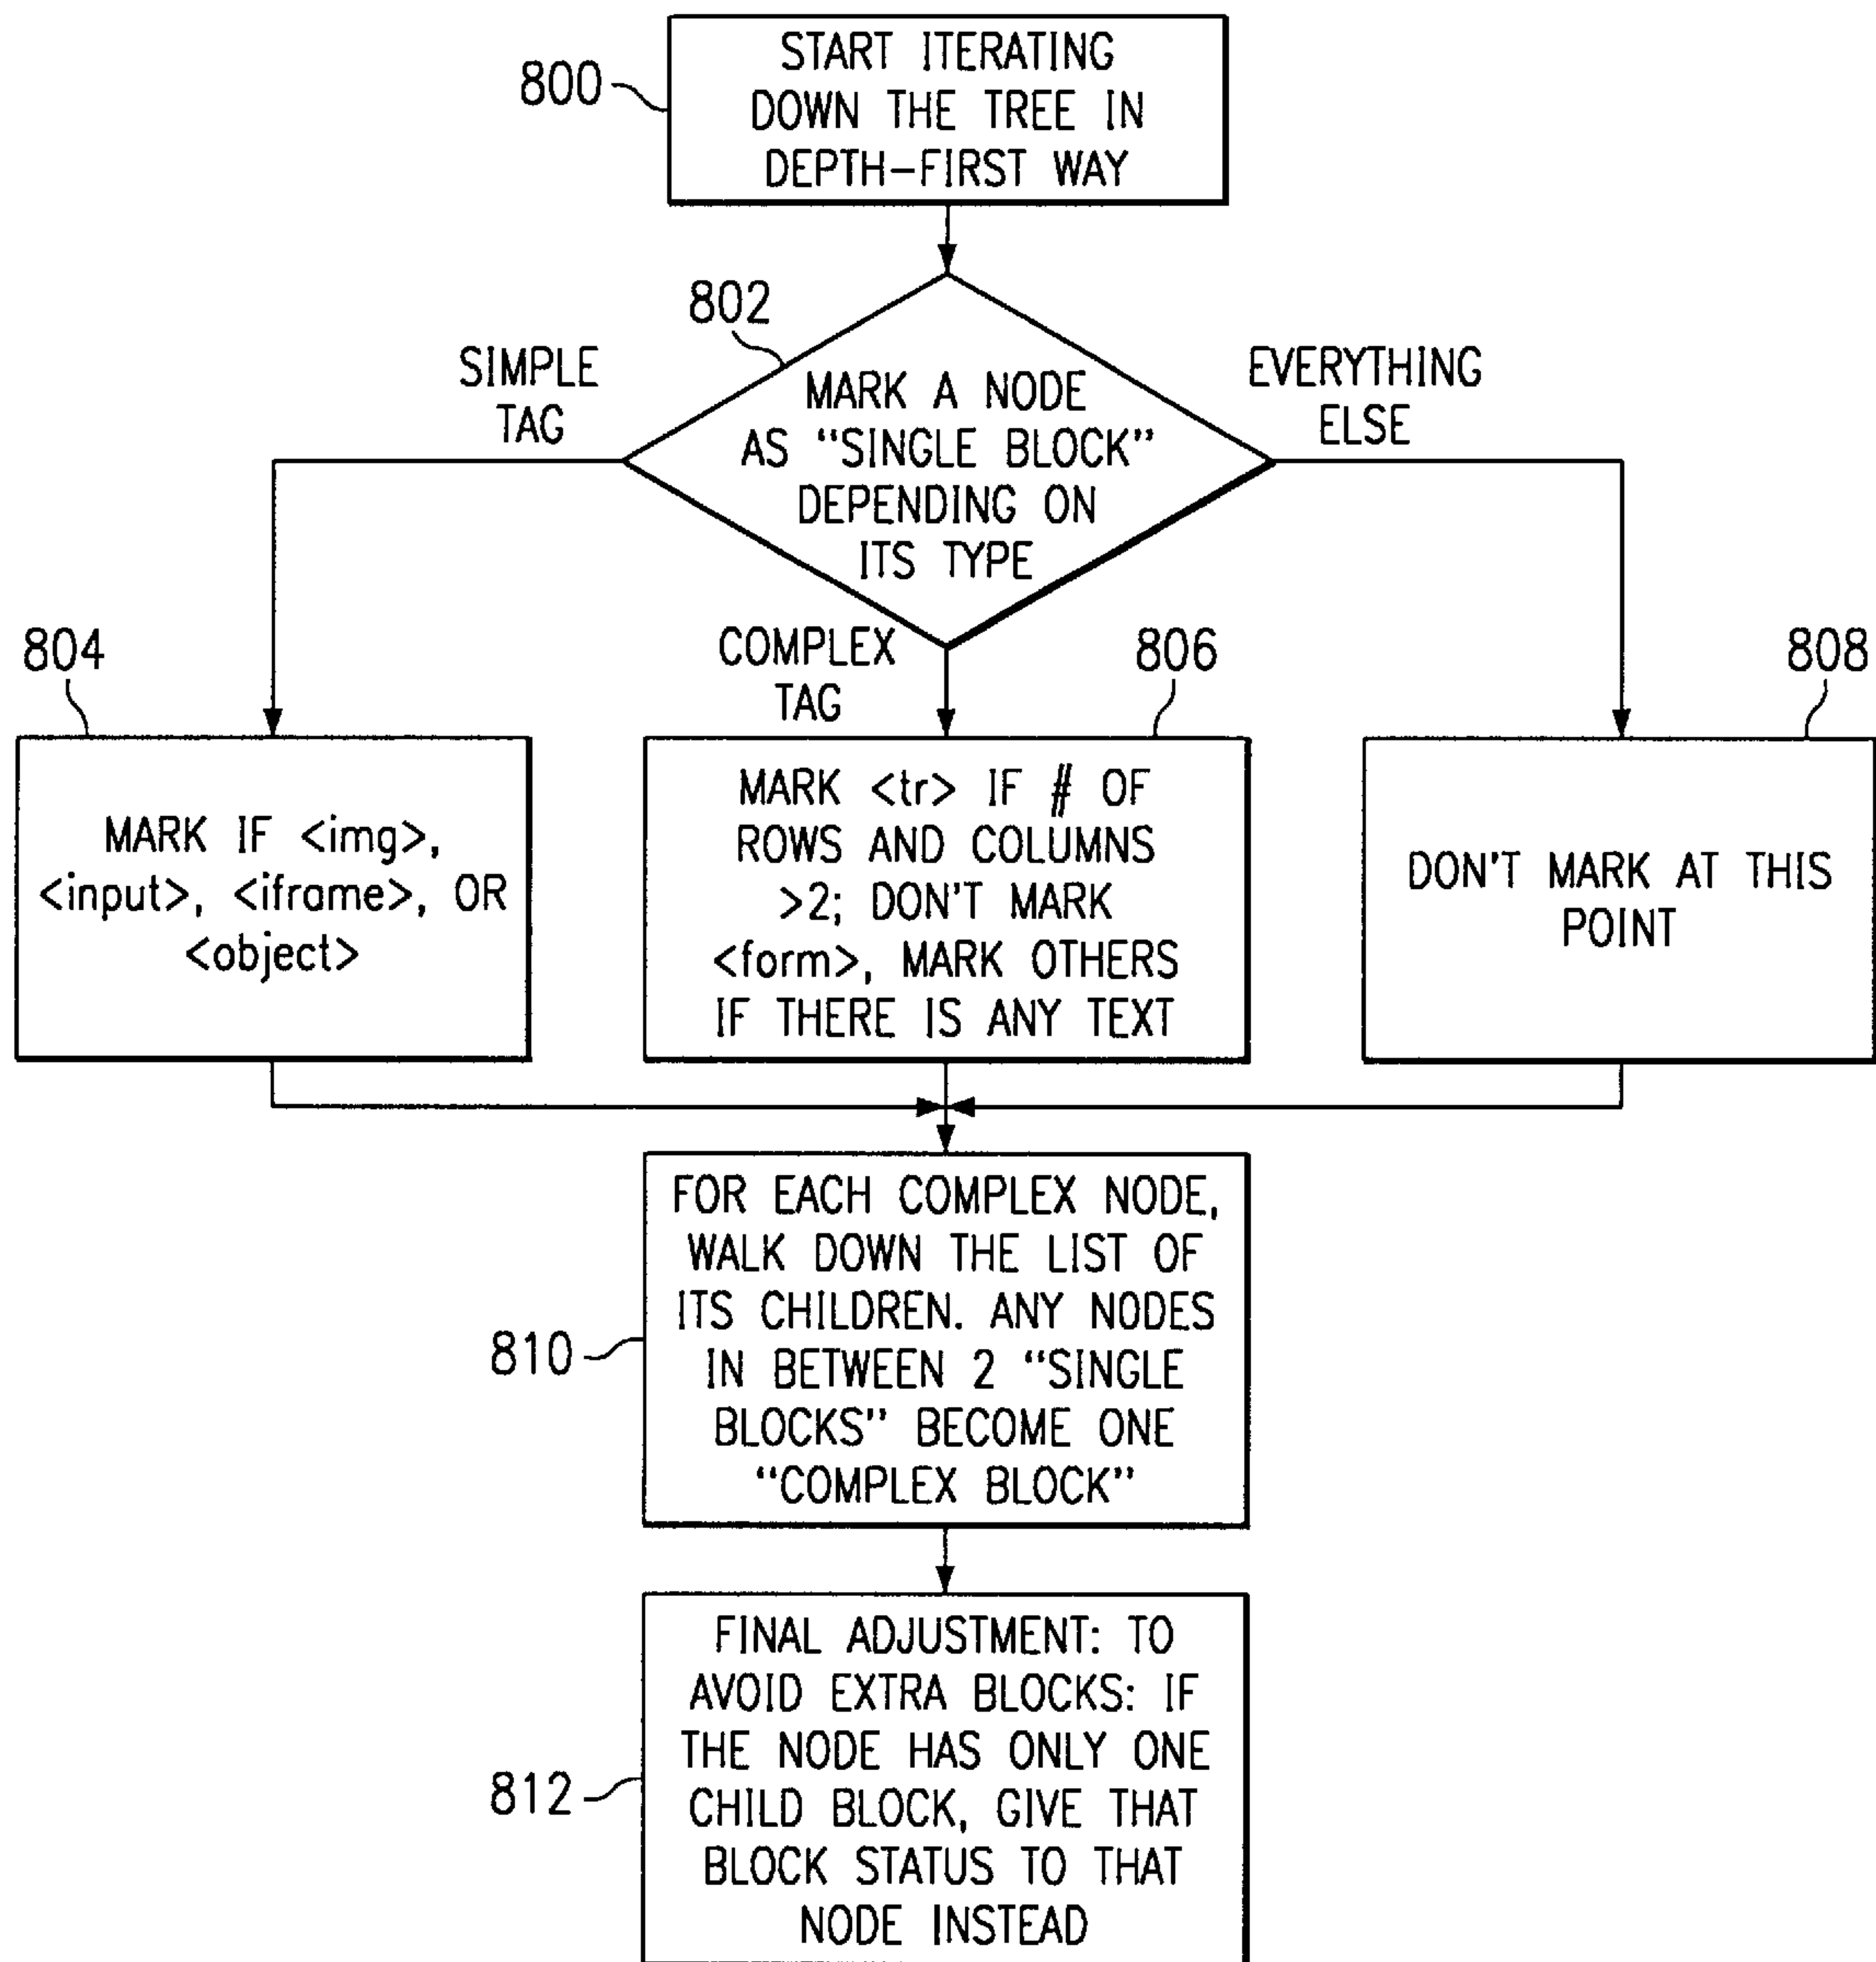 800
START ITERATING
DOWN THE TREE IN
DEPTH-FIRST WAY
802
SIMPLE
TAG
MARK A NODE
AS “SINGLE BLOCK”
DEPENDING ON
ITS TYPE
EVERYTHING
ELSE
804
COMPLEX
TAG
806
808
MARK IF <img>,
<input>, <iframe>, OR
<object>
MARK <tr> IF # OF
ROWS AND COLUMNS
>2; DON'T MARK
<form>, MARK OTHERS
IF THERE IS ANY TEXT
DON'T MARK AT THIS
POINT
810
FOR EACH COMPLEX NODE,
WALK DOWN THE LIST OF
ITS CHILDREN. ANY NODES
IN BETWEEN 2 “SINGLE
BLOCKS” BECOME ONE
“COMPLEX BLOCK”
812
FINAL ADJUSTMENT: TO
AVOID EXTRA BLOCKS: IF
THE NODE HAS ONLY ONE
CHILD BLOCK, GIVE THAT
BLOCK STATUS TO THAT
NODE INSTEAD